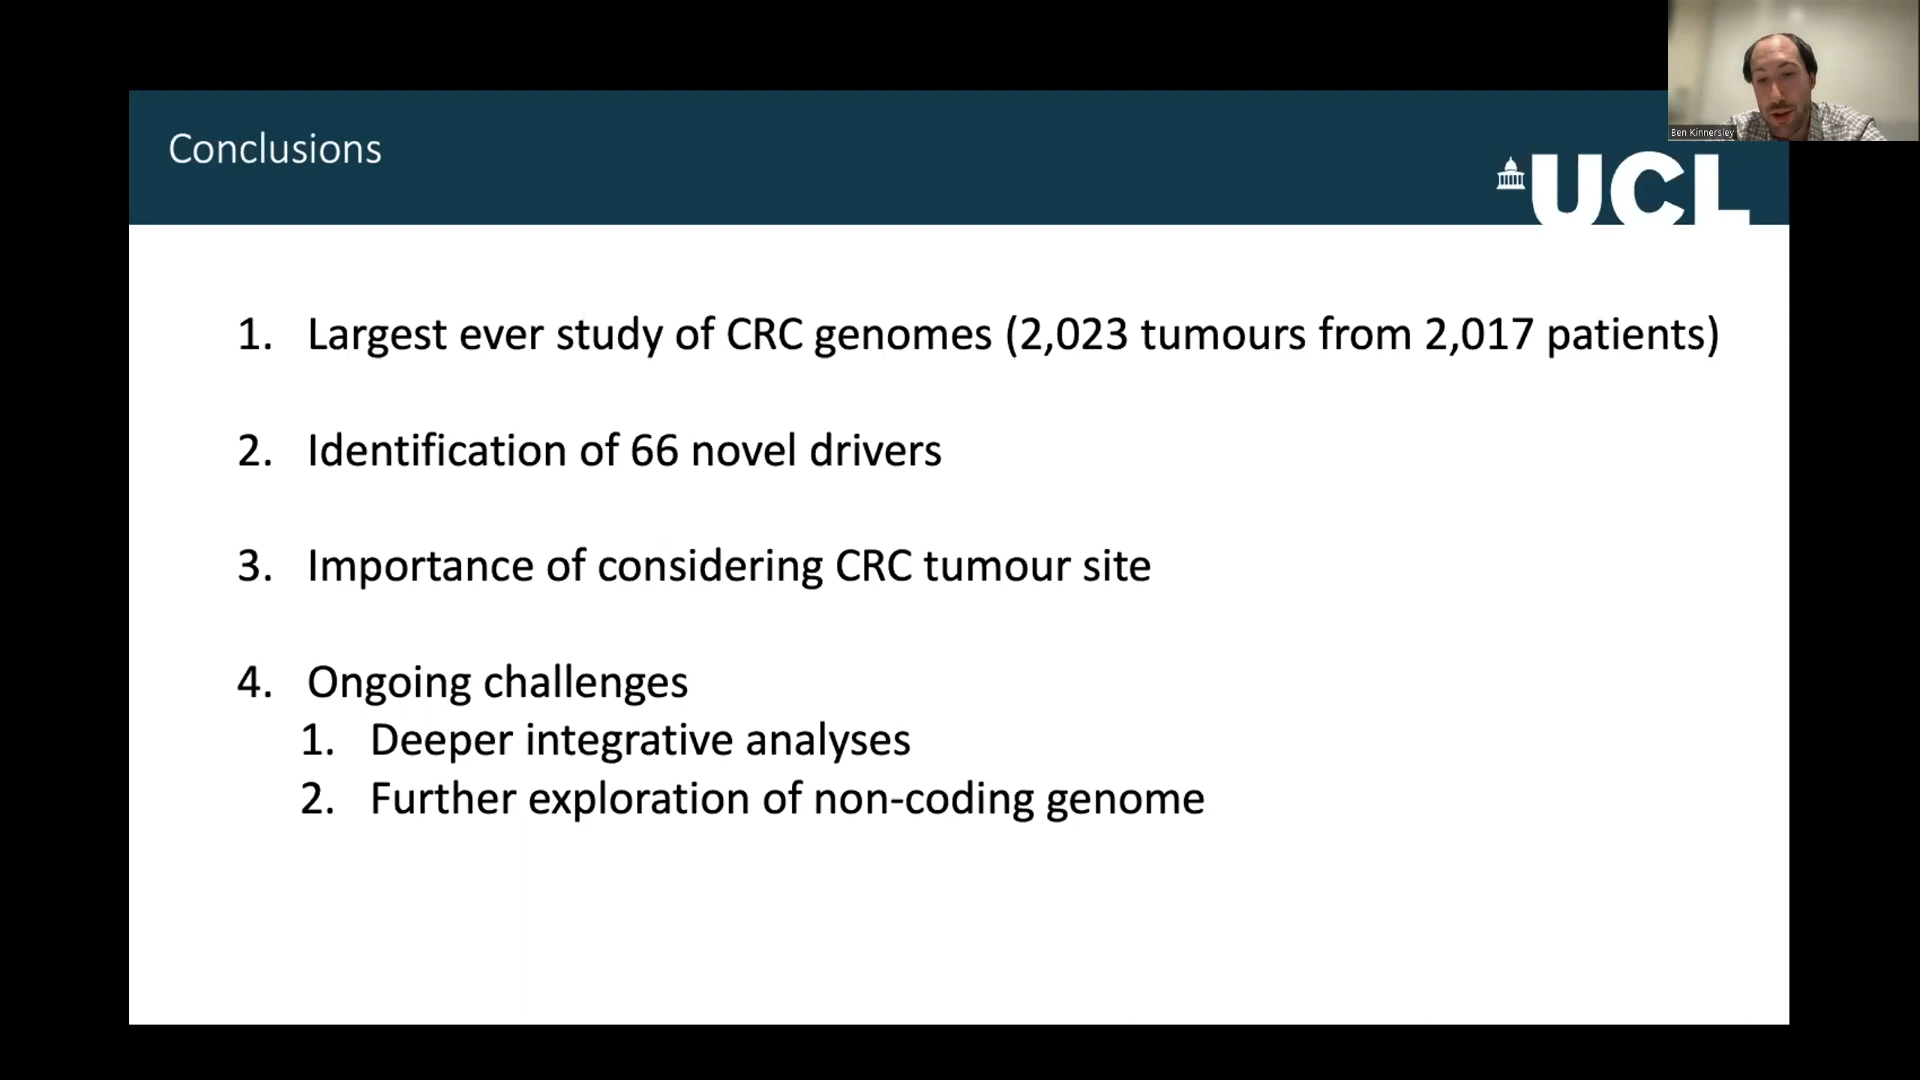 Ben Kinnersley
Conclusions
UCL
1. Largest ever study of CRC genomes (2,023 tumours from 2,017 patients)
2. Identification of 66 novel drivers
3. Importance of considering CRC tumour site
4. Ongoing challenges
1. Deeper integrative analyses
2. Further exploration of non-coding genome